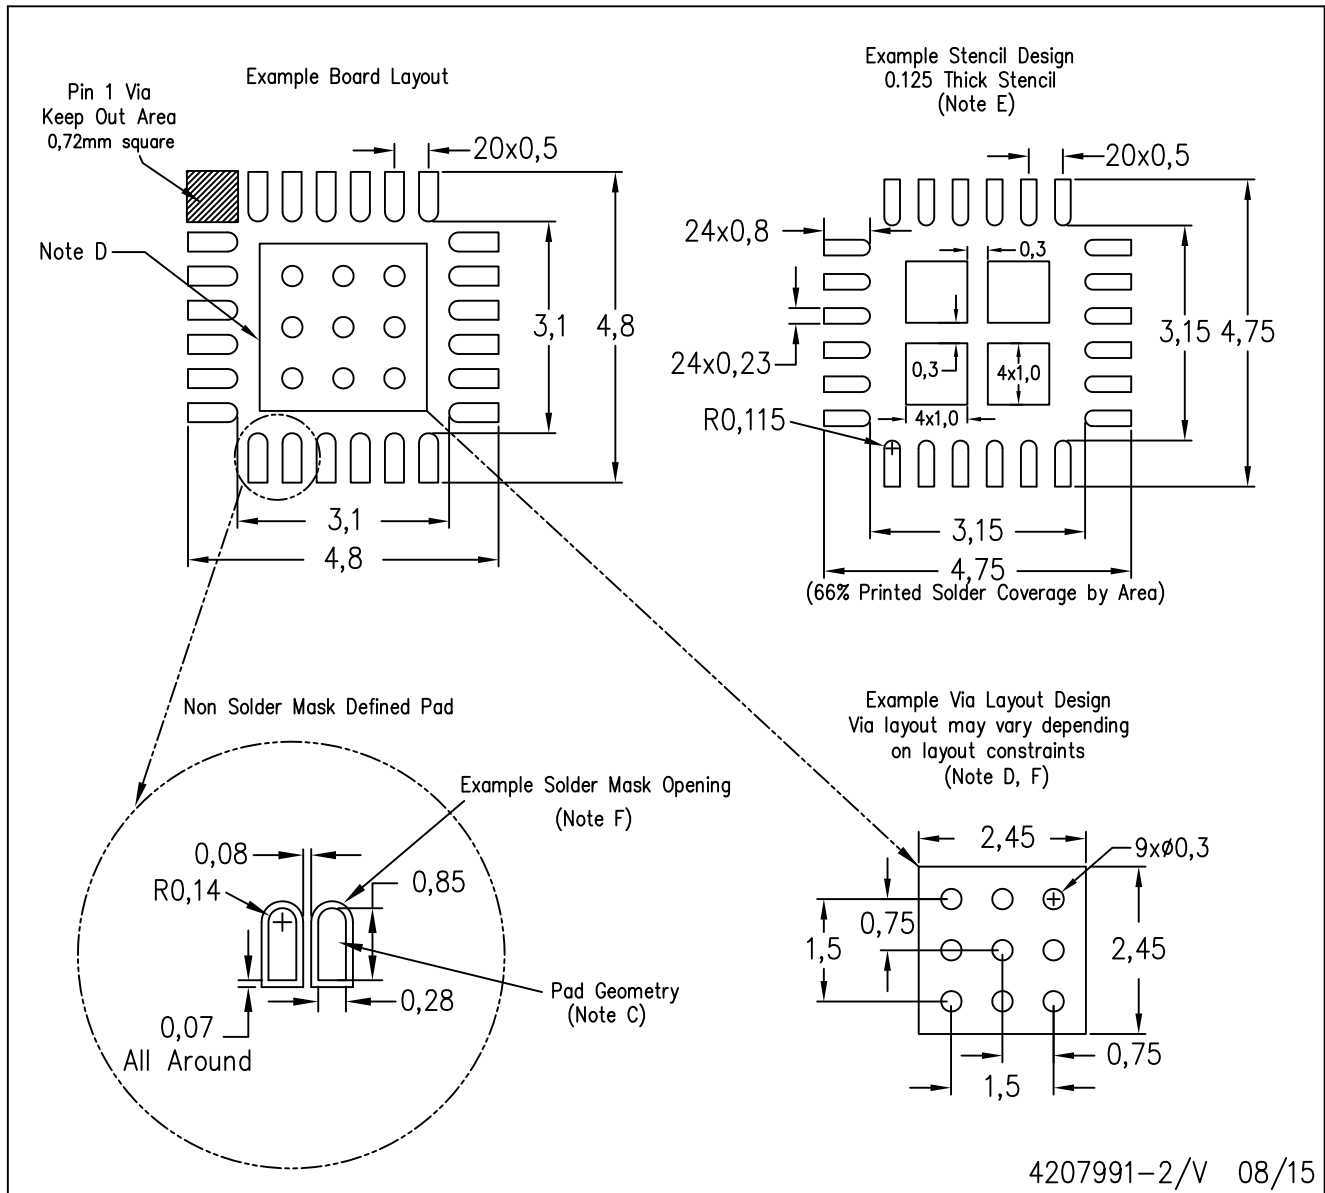 Example Board Layout
Pin 1 Via
Keep Out Area
0,72mm square
20x0,5
Note D
3,1
4,8
3,1
4,8
Example Stencil Design
0.125 Thick Stencil
(Note E)
20x0,5
24x0,8
0,3
24x0,23
0,3
4x1,0
4x1,0
R0,115
3,15
4,75
3,15
4,75
(66% Printed Solder Coverage by Area)
Non Solder Mask Defined Pad
Example Solder Mask Opening
(Note F)
0,08
R0,14
0,85
0,28
0,07
All Around
Pad Geometry
(Note C)
Example Via Layout Design
Via layout may vary depending
on layout constraints
(Note D, F)
2,45
9xø0,3
0,75
1,5
2,45
0,75
1,5
4207991-2/V 08/15